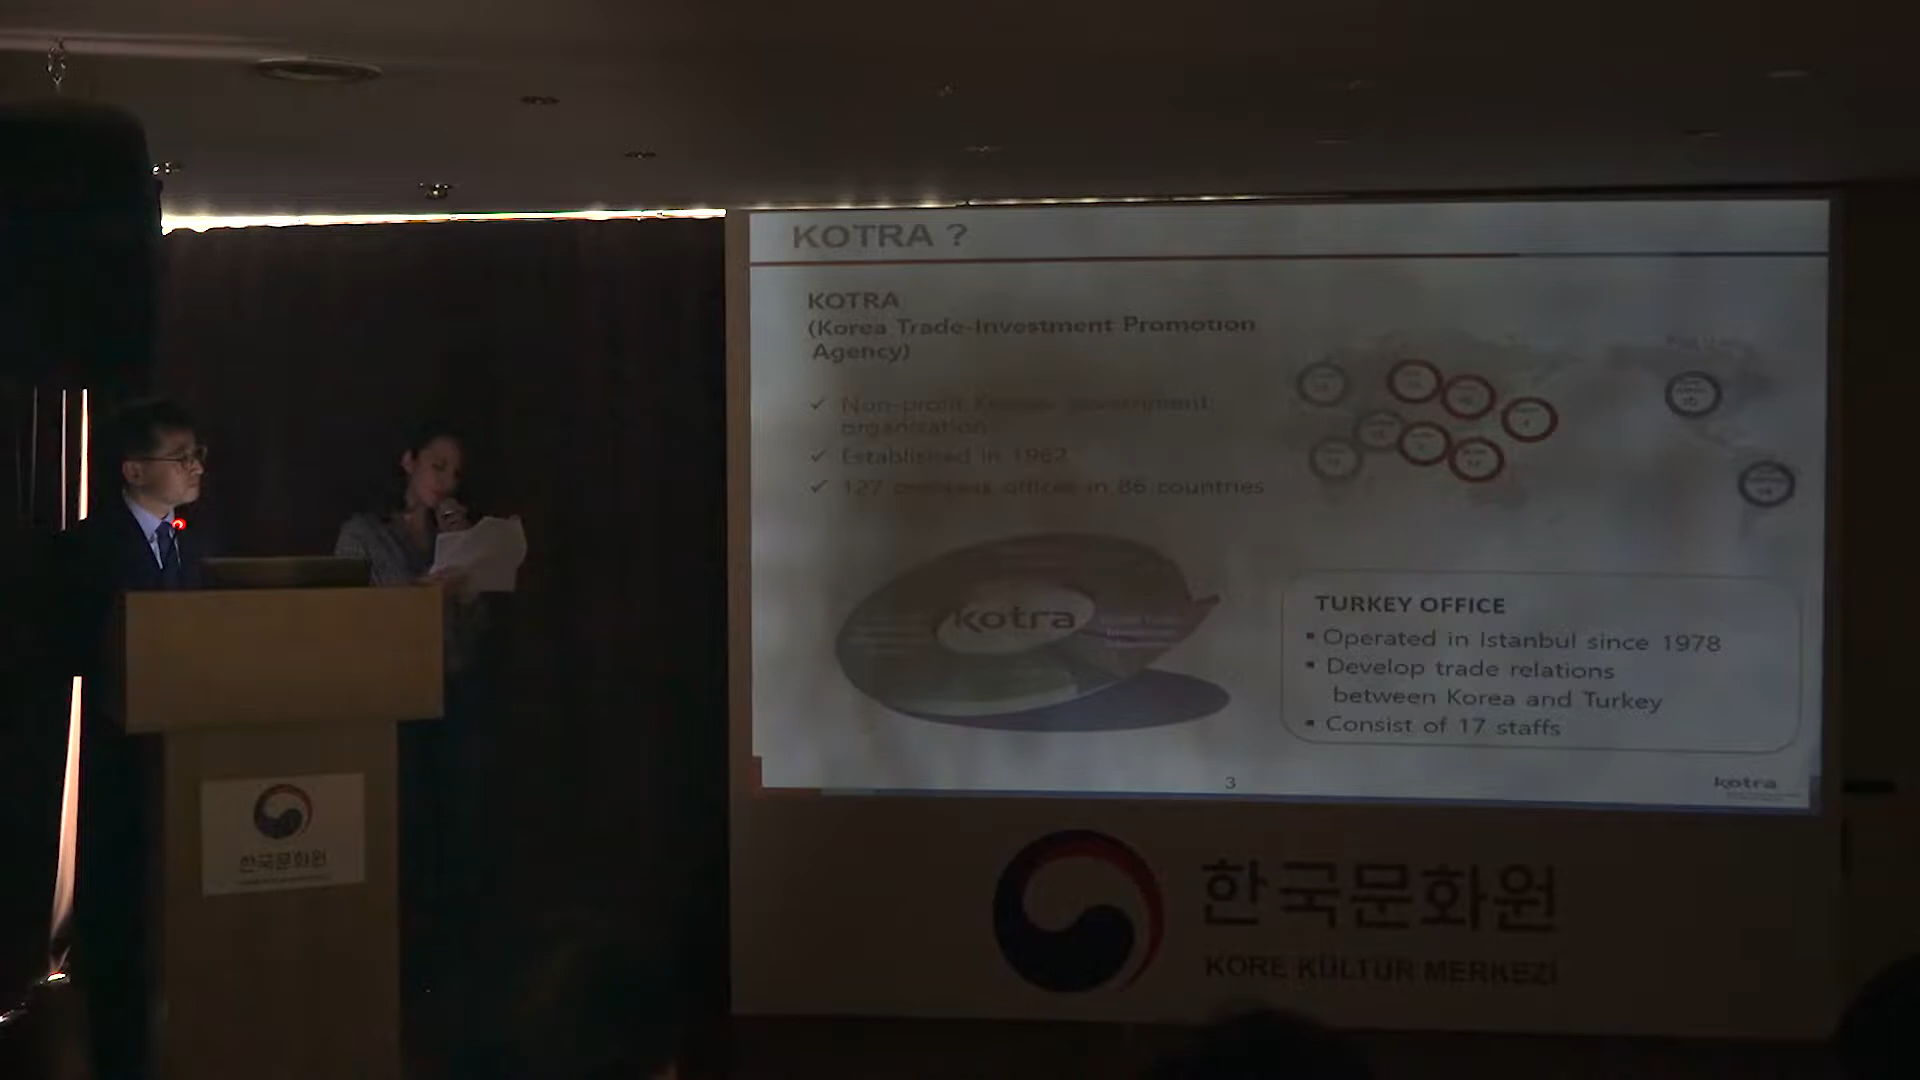 KOTRA ?
KOTRA
(Korea Trade-Investment Promotion
Agency)
✓ Non-profit Korean government
organization
✓ Established in 1962
✓ 127 overseas offices in 86 countries
kotra
TURKEY OFFICE
▪ Operated in Istanbul since 1978
▪ Develop trade relations
between Korea and Turkey
▪ Consist of 17 staffs
3
kotra
한국문화원
KORE KÜLTÜR MERKEZİ
한국문화원